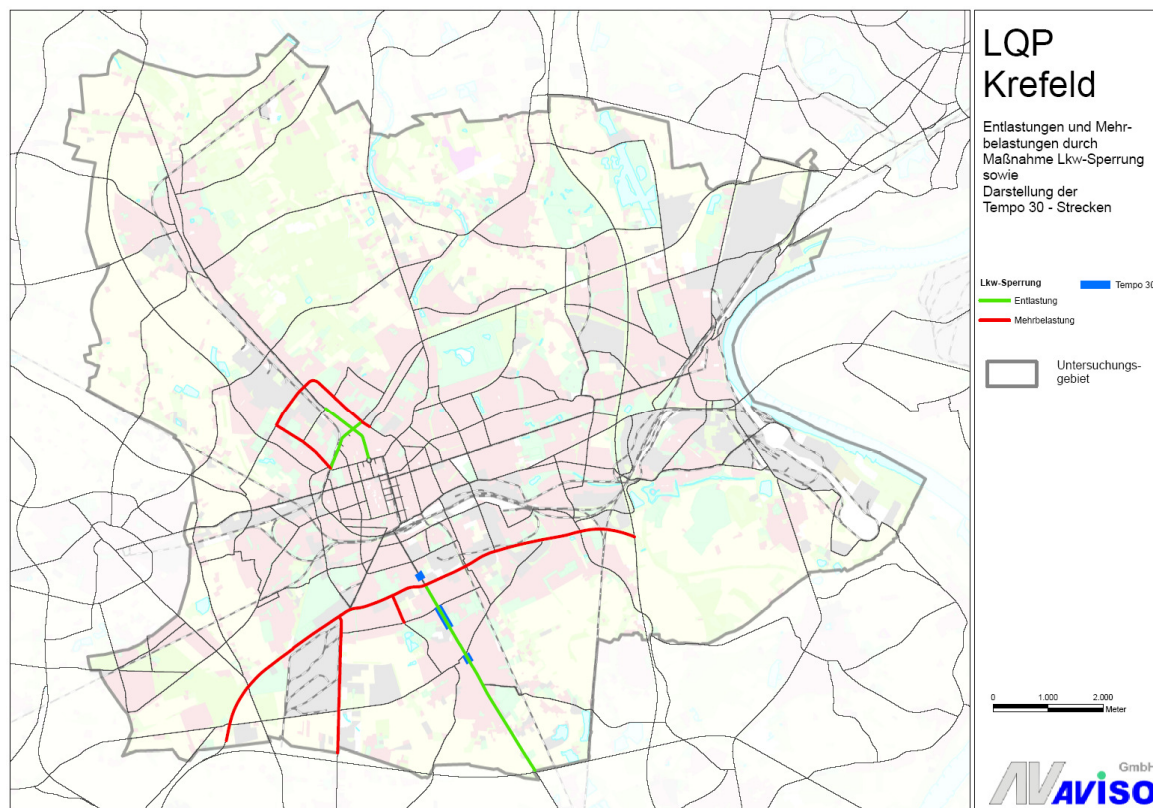 LQP
Krefeld
Entlastungen und Mehr-
belastungen durch
Maßnahme Lkw-Sperrung
sowie
Darstellung der
Tempo 30 - Strecken
Lkw-Sperrung
Tempo 30
Entlastung
Mehrbelastung
Untersuchungs-
gebiet
0 1.000 2.000
Meter
GmbH
AVISO